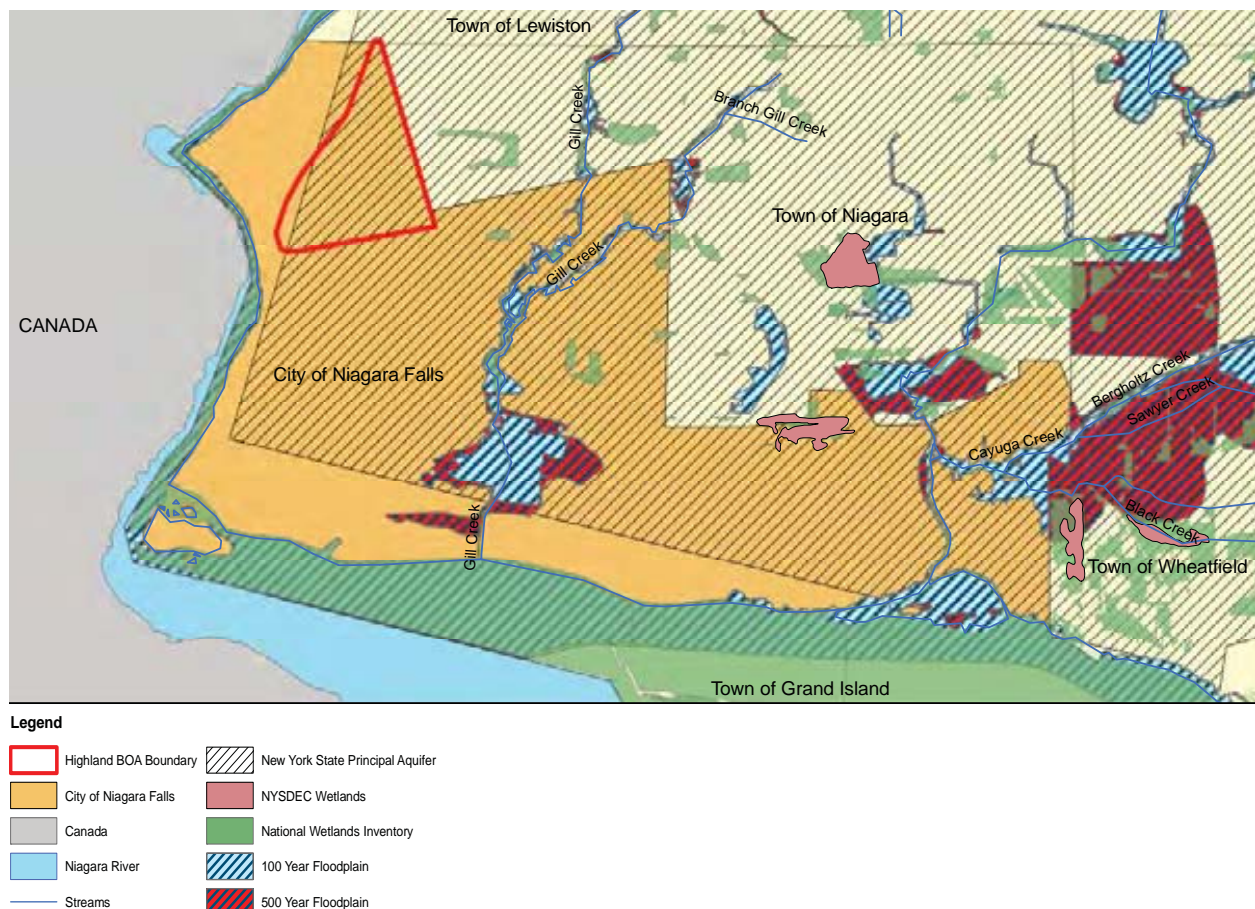 Town of Lewiston
Gill Creek
Branch Gill Creek
Town of Niagara
Gill Creek
CANADA
City of Niagara Falls
Bergholtz Creek
Sawyer Creek
Cayuga Creek
Black Creek
Gill Creek
Town of Wheatfield
Town of Grand Island
Legend
Highland BOA Boundary
New York State Principal Aquifer
City of Niagara Falls
NYSDEC Wetlands
Canada
National Wetlands Inventory
Niagara River
100 Year Floodplain
Streams
500 Year Floodplain